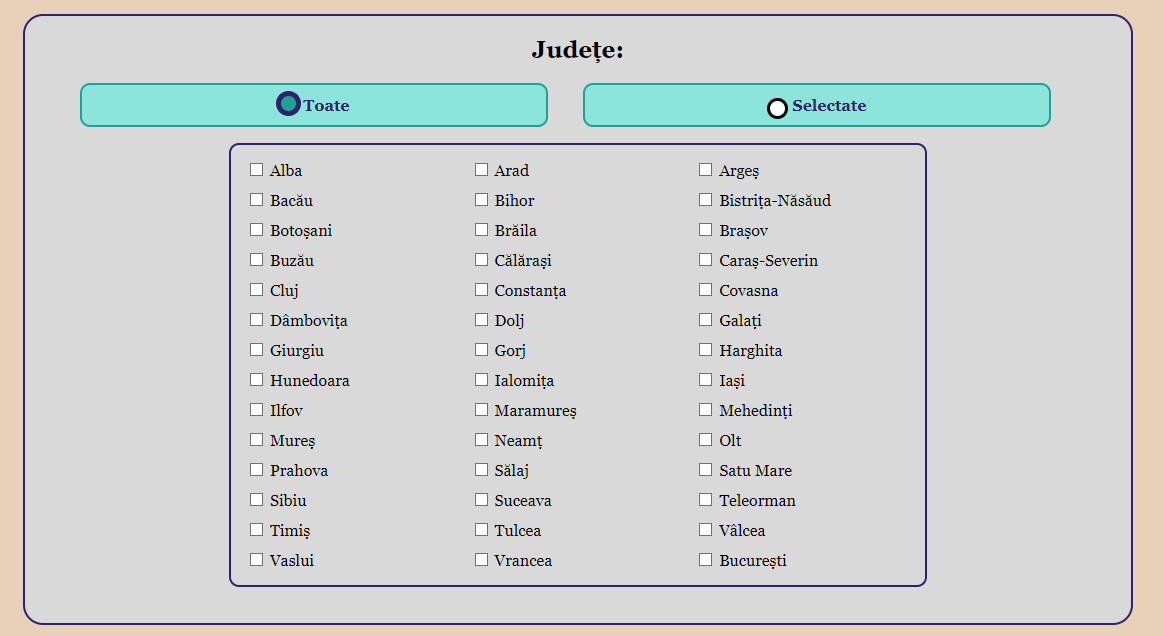 Județe:
Toate Selectate
Alba Arad Argeș
Bacău Bihor Bistrița-Năsăud
Botoșani Brăila Brașov
Buzău Călărași Caraș-Severin
Cluj Constanța Covasna
Dâmbovița Dolj Galați
Giurgiu Gorj Harghita
Hunedoara Ialomița Iași
Ilfov Maramureș Mehedinți
Mureș Neamț Olt
Prahova Sălaj Satu Mare
Sibiu Suceava Teleorman
Timiș Tulcea Vâlcea
Vaslui Vrancea București